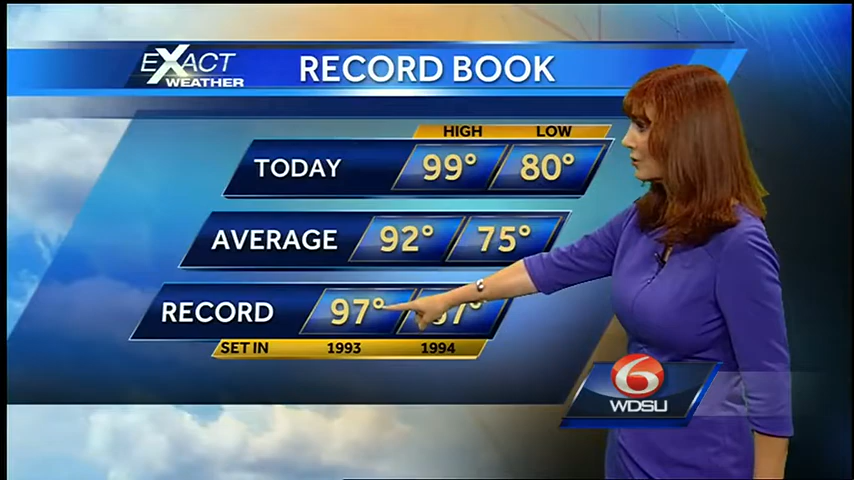 EXACT
WEATHER
RECORD BOOK
HIGH LOW
TODAY 99° 80°
AVERAGE 92° 75°
RECORD 97°
SET IN 1993 1994
6
WDSU